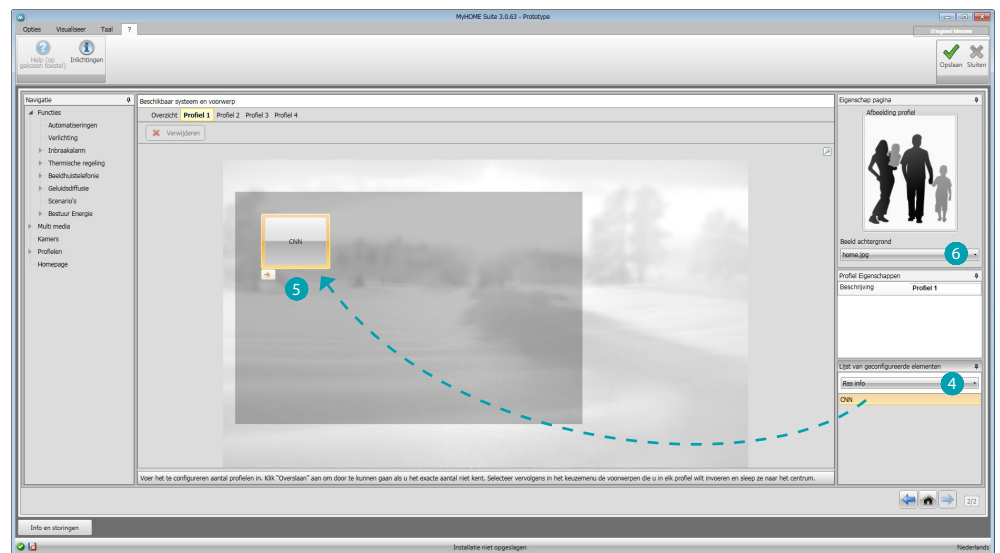 MyHOME Suite 3.0.63 - Prototype
Opties Visualiseer Taal ?
Help (op gekozen toestel)
Inlichtingen
Opslaan Sluiten
Navigatie
Functies
Automatiseringen
Verlichting
Inbraakalarm
Thermische regeling
Beeldhuistelefonie
Geluidsdiffusie
Scenario's
Bestuur Energie
Multi media
Kamers
Profielen
Homepage
Beschikbaar systeem en voorwerp
Overzicht Profiel 1 Profiel 2 Profiel 3 Profiel 4
Verwijderen
CNN
5
Voer het te configureren aantal profielen in. Klik "Overslaan" aan om door te kunnen gaan als u het exacte aantal niet kent. Selecteer vervolgens in het keuzemenu de voorwerpen die u in elk profiel wilt invoeren en sleep ze naar het centrum.
Eigenschap pagina
Afbeelding profiel
Beeld achtergrond
home.jpg
6
Profiel Eigenschappen
Beschrijving Profiel 1
Lijst van geconfigureerde elementen
Rss info
4
CNN
2/2
Info en storingen
Installatie niet opgeslagen
Nederlands